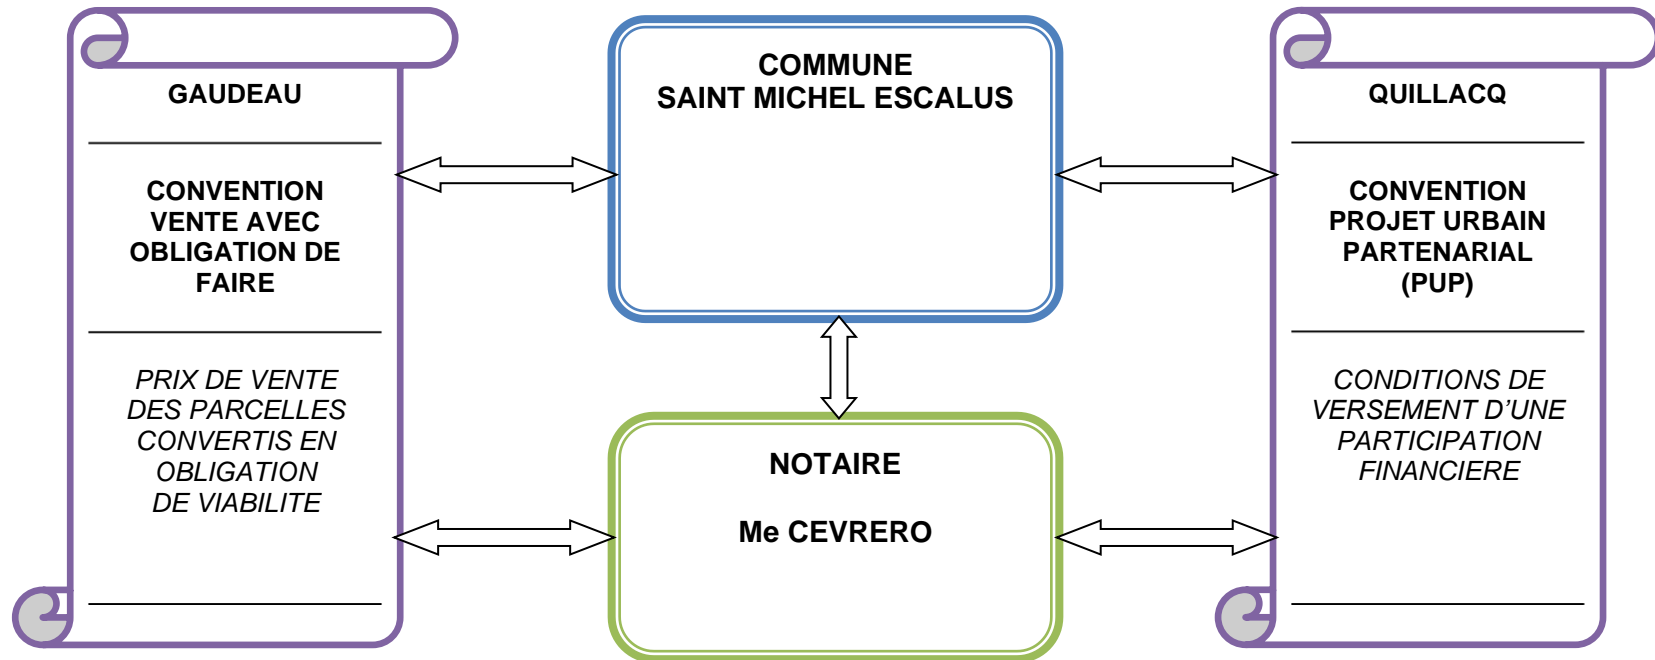 GAUDEAU
CONVENTION
VENTE AVEC
OBLIGATION DE
FAIRE
PRIX DE VENTE
DES PARCELLES
CONVERTIS EN
OBLIGATION
DE VIABILITE
COMMUNE
SAINT MICHEL ESCALUS
NOTAIRE
Me CEVRERO
QUILLACQ
CONVENTION
PROJET URBAIN
PARTENARIAL
(PUP)
CONDITIONS DE
VERSEMENT D’UNE
PARTICIPATION
FINANCIERE